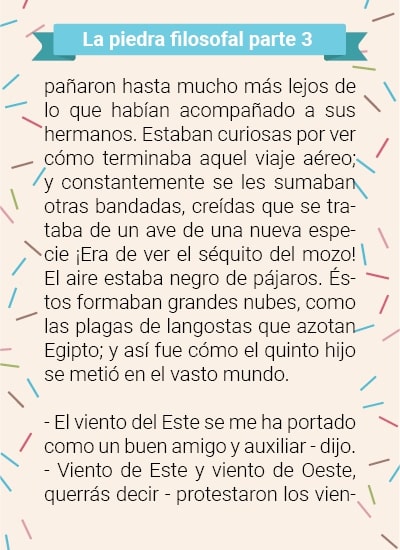 La piedra filosofal parte 3
pañaron hasta mucho más lejos de
lo que habían acompañado a sus
hermanos. Estaban curiosas por ver
cómo terminaba aquel viaje aéreo;
y constantemente se les sumaban
otras bandadas, creídas que se tra-
taba de un ave de una nueva espe-
cie ¡Era de ver el séquito del mozo!
El aire estaba negro de pájaros. És-
tos formaban grandes nubes, como
las plagas de langostas que azotan
Egipto; y así fue cómo el quinto hijo
se metió en el vasto mundo.
- El viento del Este se me ha portado
como un buen amigo y auxiliar - dijo.
- Viento de Este y viento de Oeste,
querrás decir - protestaron los vien-